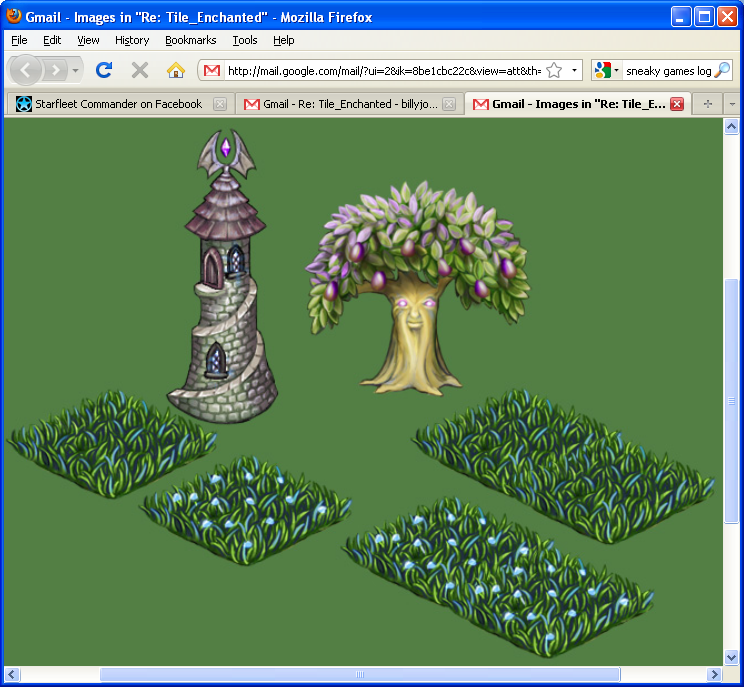 Gmail - Images in "Re: Tile_Enchanted" - Mozilla Firefox
File Edit View History Bookmarks Tools Help
http://mail.google.com/mail/?ui=2&ik=8be1cbc22c&view=att&th= sneaky games log
Starfleet Commander on Facebook Gmail - Re: Tile_Enchanted - billyjo... Gmail - Images in "Re: Tile_E...